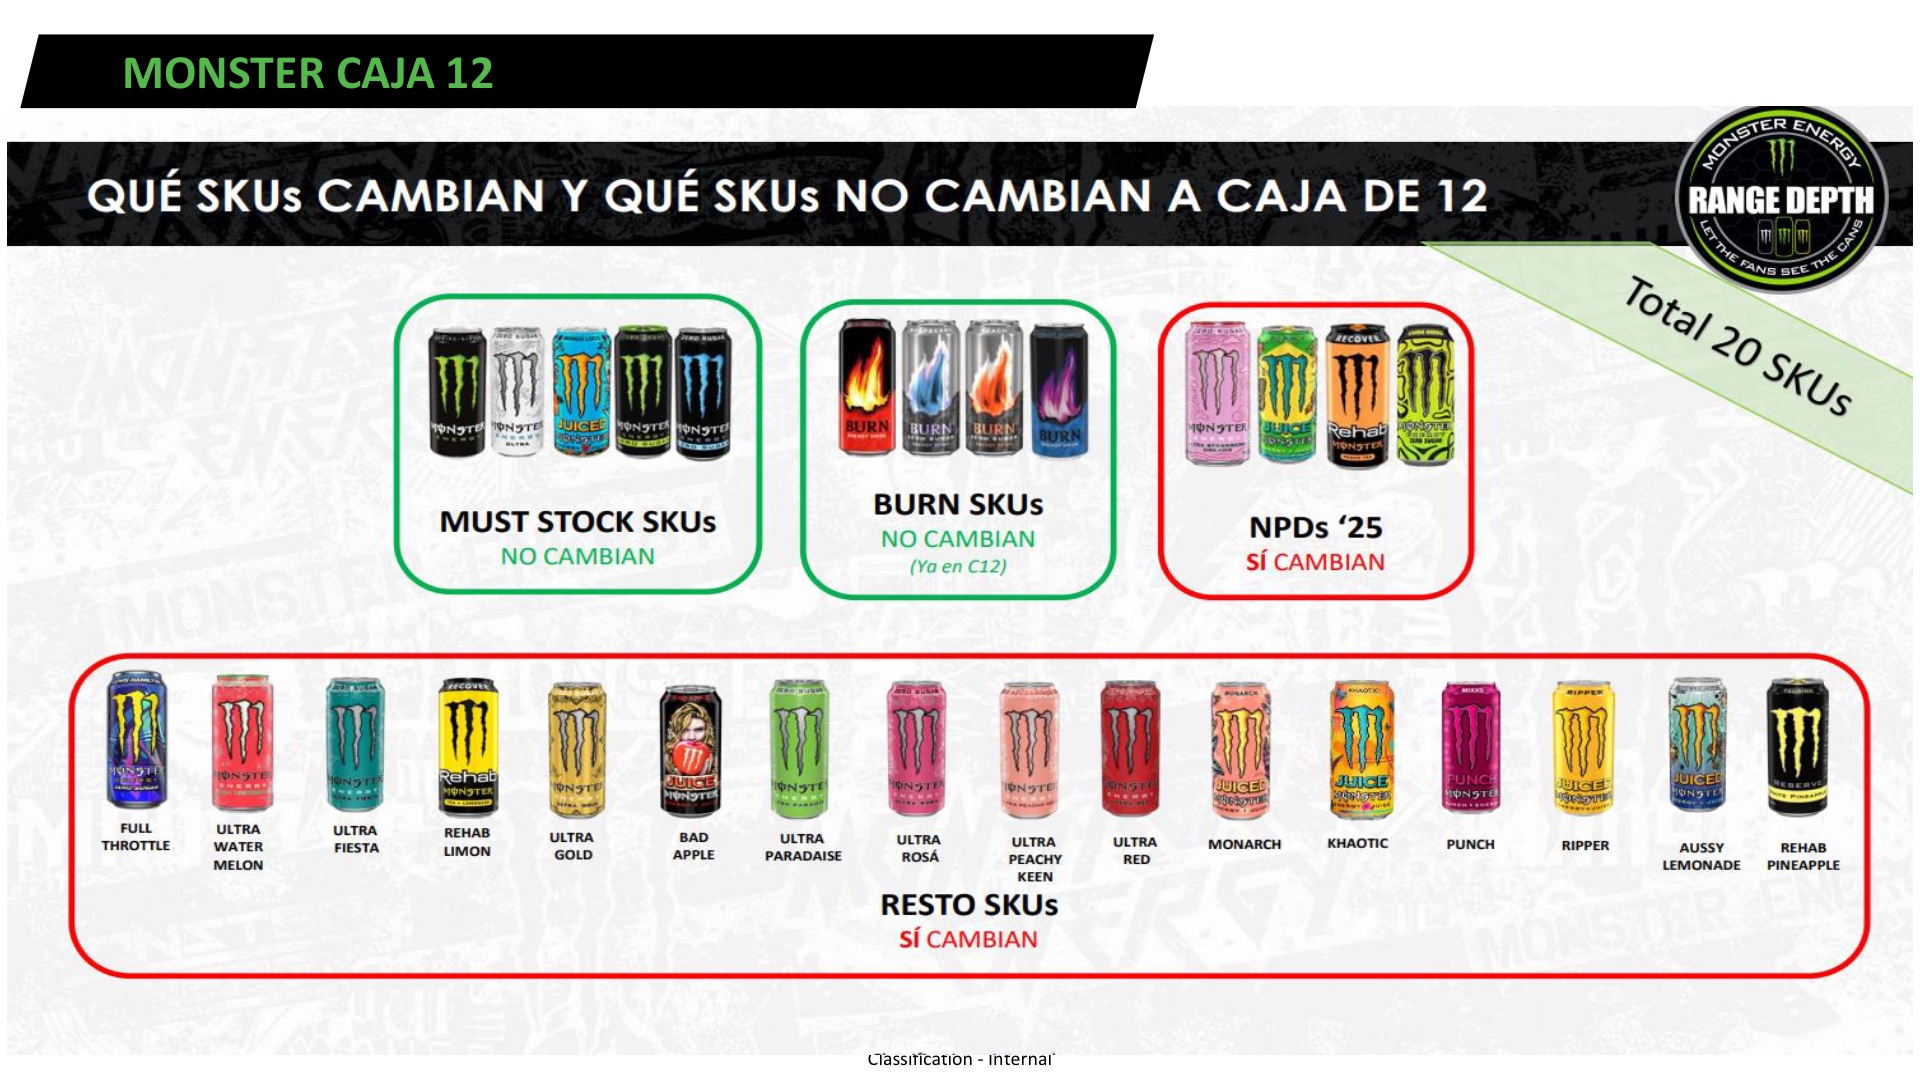 MONSTER CAJA 12
QUÉ SKUs CAMBIAN Y QUÉ SKUs NO CAMBIAN A CAJA DE 12
MONSTER ENERGY
RANGE DEPTH
LET THE FANS SEE THE CANS
Total 20 SKUs
MUST STOCK SKUs
NO CAMBIAN
BURN SKUs
NO CAMBIAN
(Ya en C12)
NPDs ‘25
SÍ CAMBIAN
FULL
THROTTLE
ULTRA
WATER
MELON
ULTRA
FIESTA
REHAB
LIMON
ULTRA
GOLD
BAD
APPLE
ULTRA
PARADAISE
ULTRA
ROSÁ
ULTRA
PEACHY
KEEN
ULTRA
RED
MONARCH
KHAOTIC
PUNCH
RIPPER
AUSSY
LEMONADE
REHAB
PINEAPPLE
RESTO SKUs
SÍ CAMBIAN
Classification - Internal